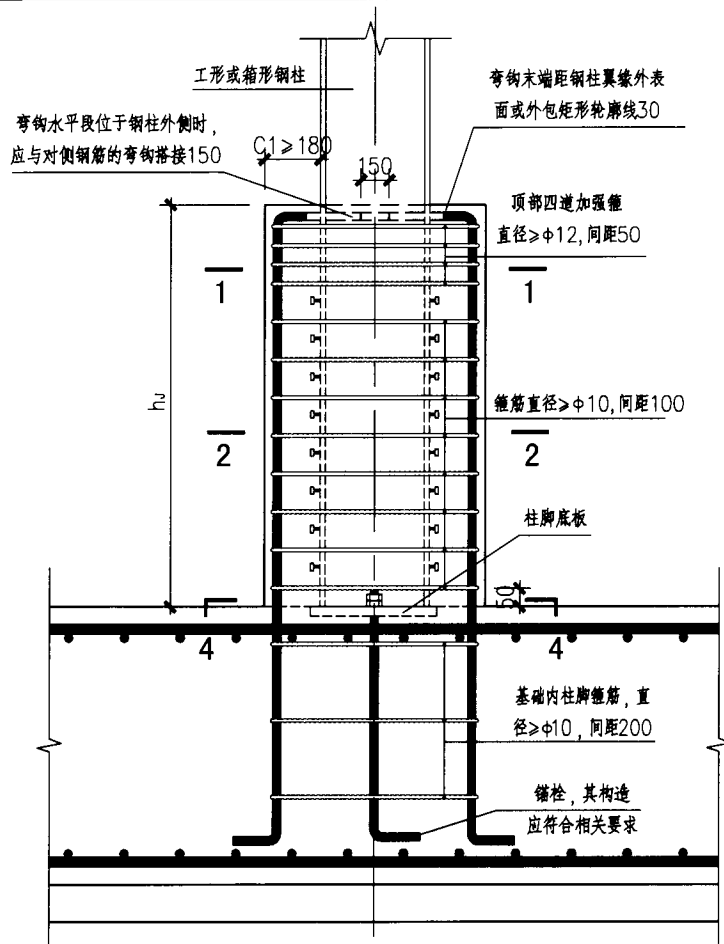 工形或箱形钢柱
弯钩末端距钢柱翼缘外表
面或外包矩形轮廓线30
弯钩水平段位于钢柱外侧时,
应与对侧钢筋的弯钩搭接150
C1≥180
150
顶部四道加强箍
直径≥Φ12,间距50
1
1
hJ
箍筋直径≥Φ10,间距100
2
2
柱脚底板
50
4
4
基础内柱脚箍筋, 直
径≥Φ10, 间距200
锚栓, 其构造
应符合相关要求